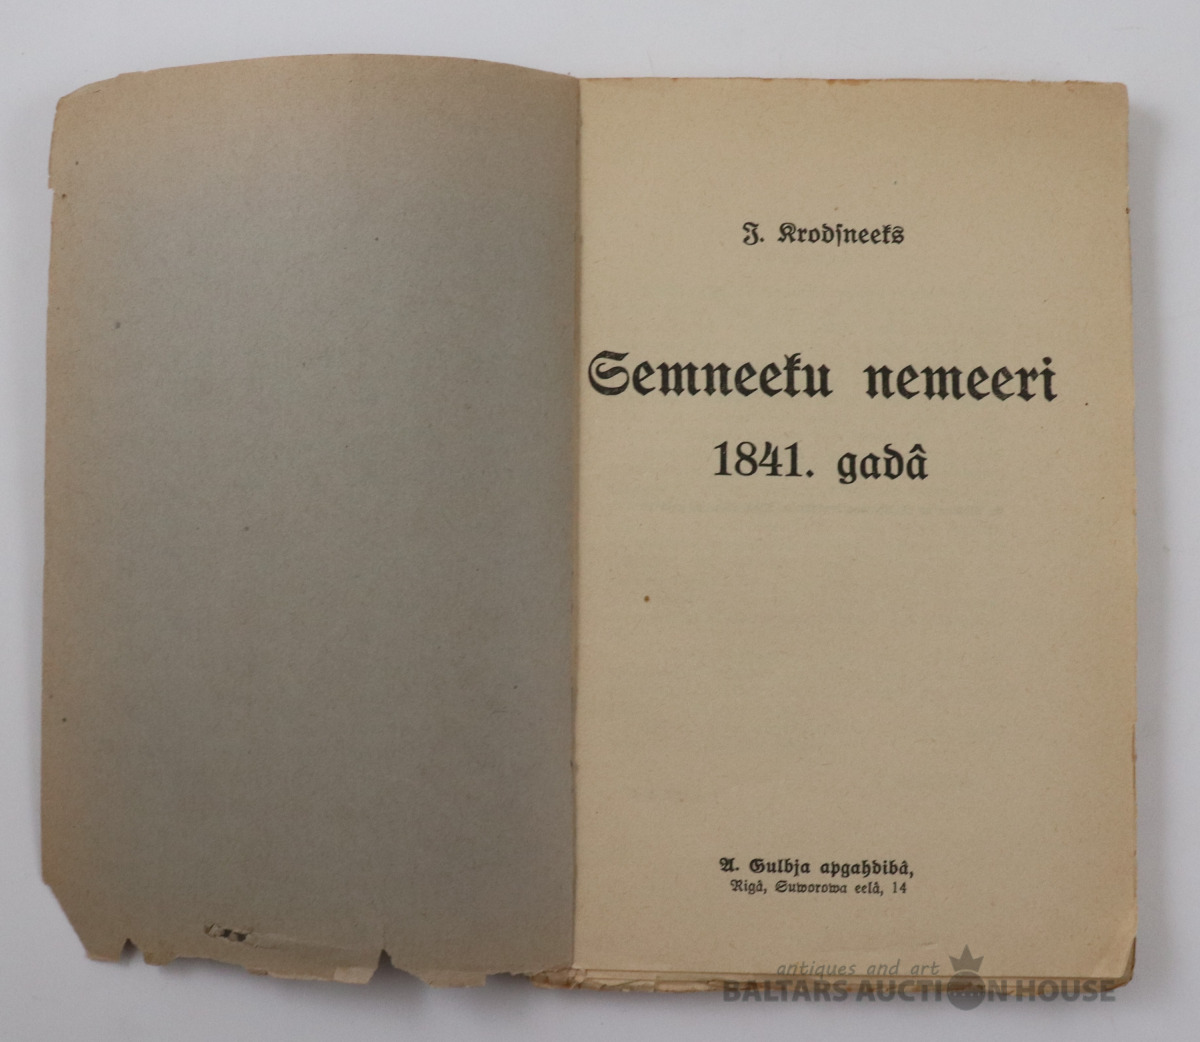 J. Krodſneeks
Semneeku nemeeri
1841. gadâ
A. Gulbja apgahdibâ,
Rigâ, Suworowa eelâ, 14
antiques and art
BALTARS AUCTION HOUSE